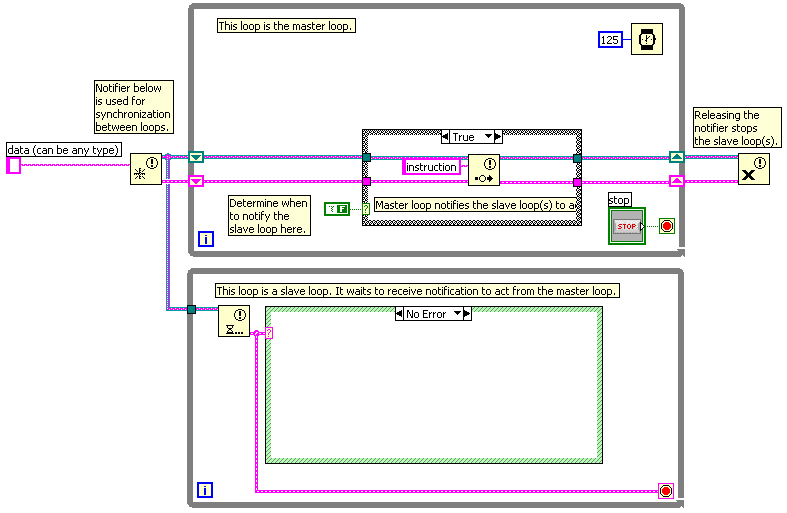 This loop is the master loop.
125
Notifier below
is used for
synchronization
between loops.
Releasing the
notifier stops
the slave loop(s).
data (can be any type)
True
instruction
Determine when
to notify the
slave loop here.
? F
?
Master loop notifies the slave loop(s) to a
stop
STOP
i
This loop is a slave loop. It waits to receive notification to act from the master loop.
No Error
?
i